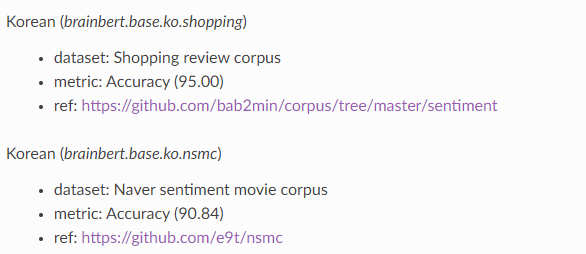 Korean (brainbert.base.ko.shopping)
• dataset: Shopping review corpus
• metric: Accuracy (95.00)
• ref: https://github.com/bab2min/corpus/tree/master/sentiment
Korean (brainbert.base.ko.nsmc)
• dataset: Naver sentiment movie corpus
• metric: Accuracy (90.84)
• ref: https://github.com/e9t/nsmc